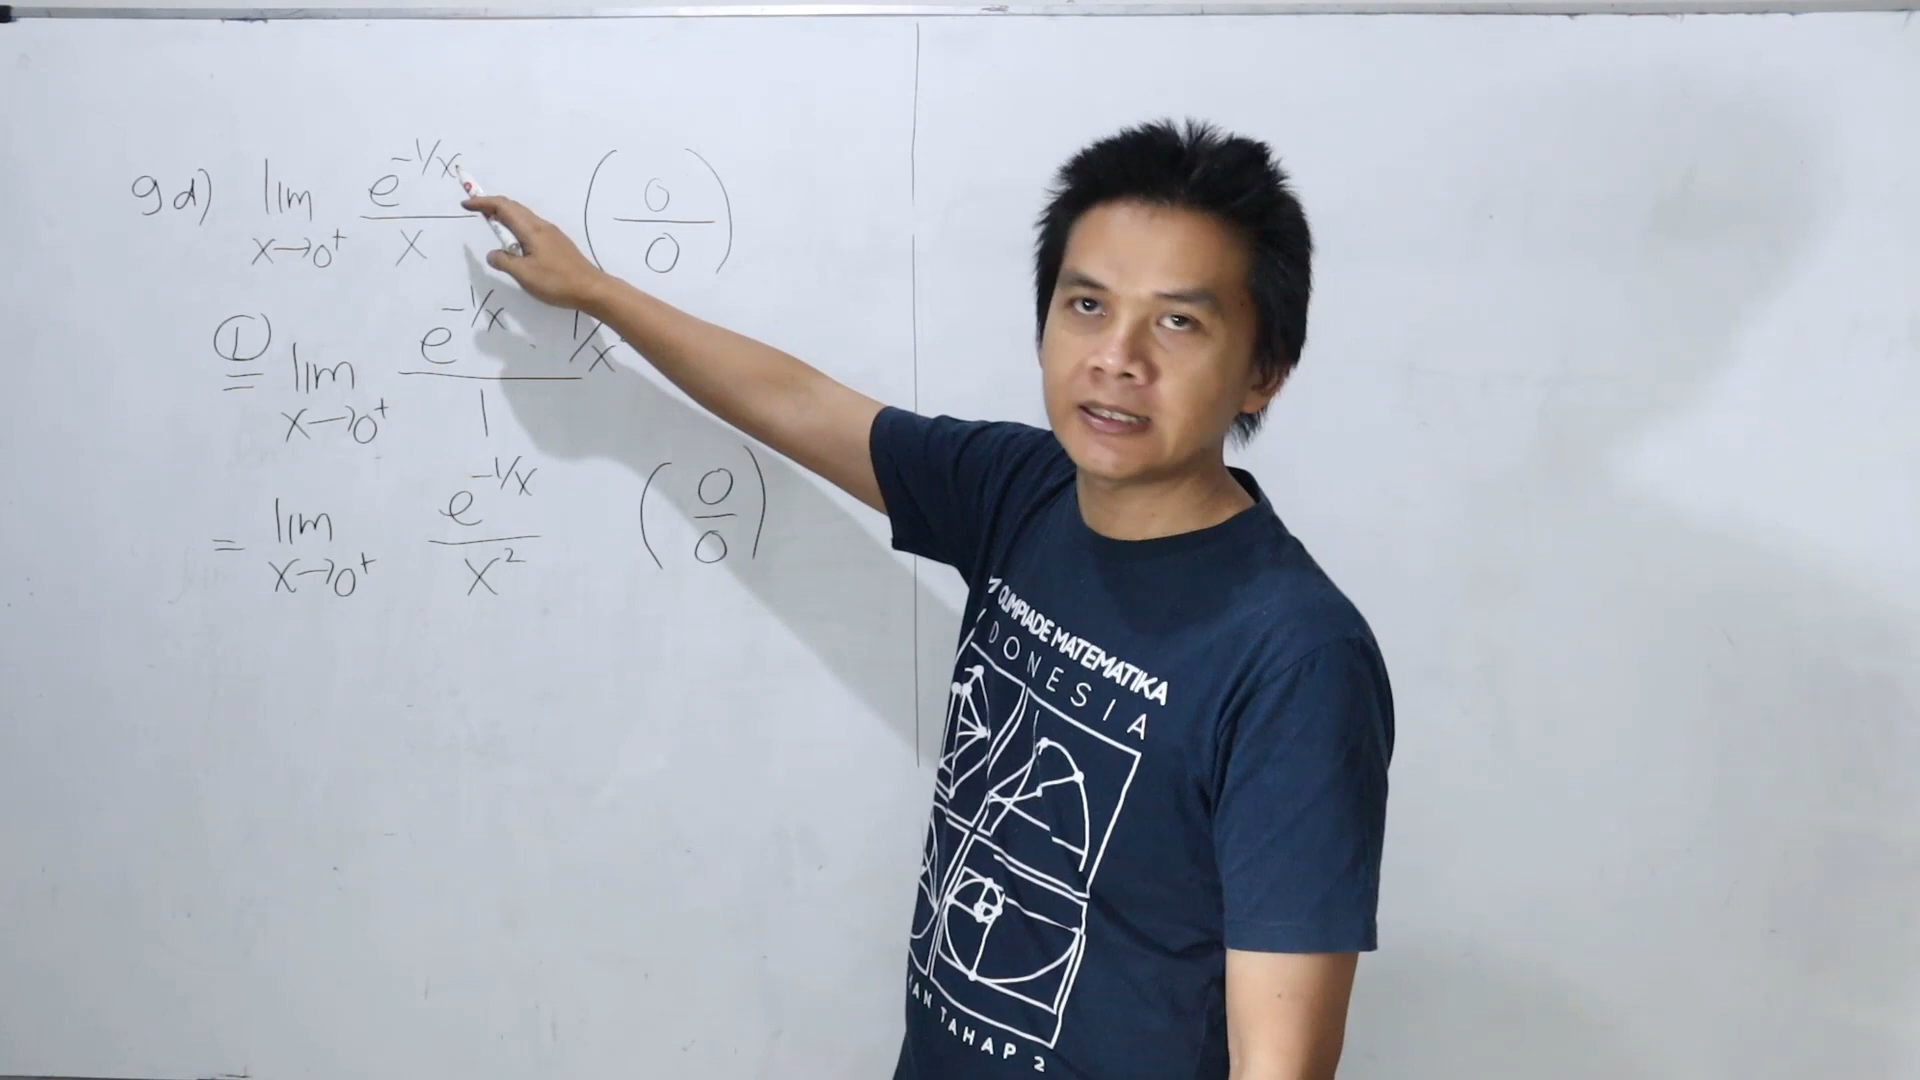 9d) lim x→0⁺ e^(-1/x) / x (0/0)
① = lim x→0⁺ e^(-1/x) · 1/x² / 1
= lim x→0⁺ e^(-1/x) / x² (0/0)
OLIMPIADE MATEMATIKA
DONESIA
TAHAP 2